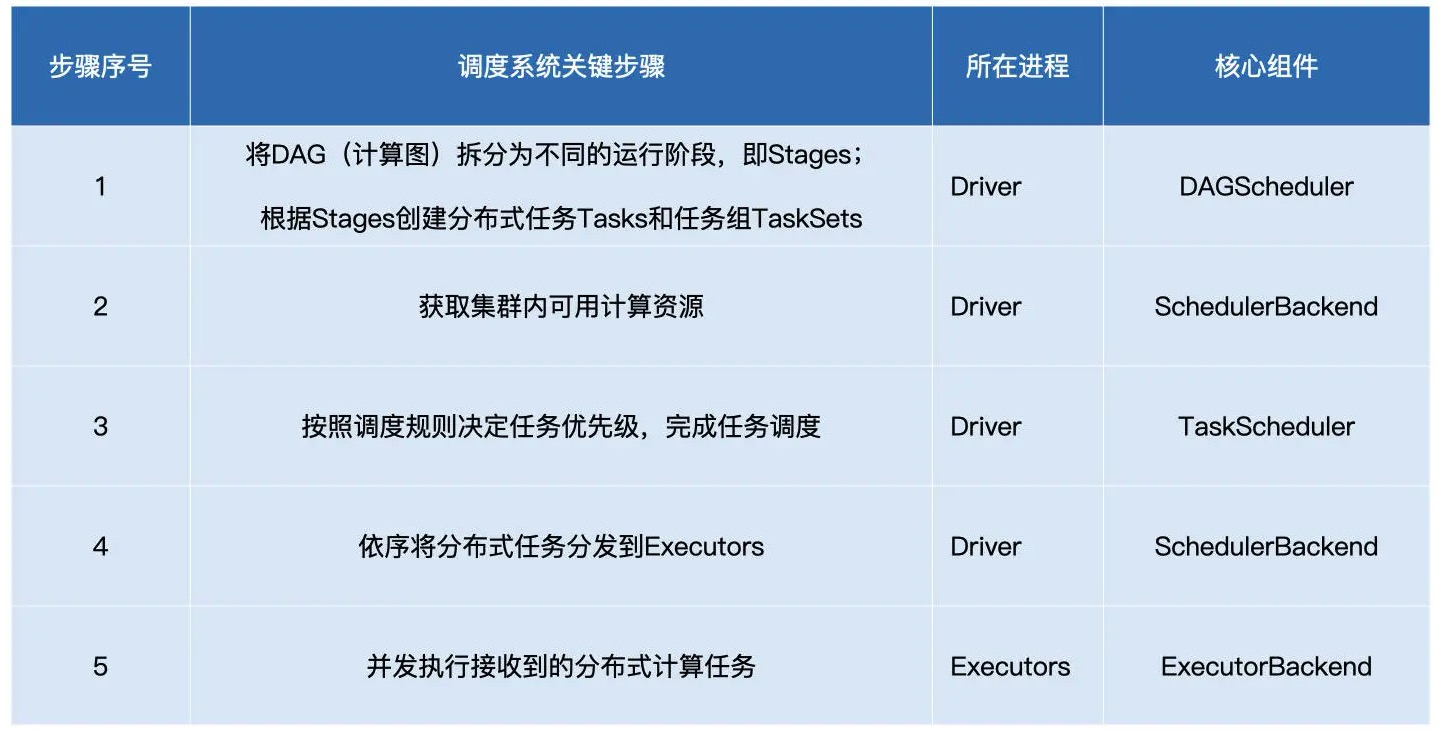 步骤序号 调度系统关键步骤 所在进程 核心组件
将DAG（计算图）拆分为不同的运行阶段，即Stages；
1 Driver DAGScheduler
根据Stages创建分布式任务Tasks和任务组TaskSets
2 获取集群内可用计算资源 Driver SchedulerBackend
3 按照调度规则决定任务优先级，完成任务调度 Driver TaskScheduler
4 依序将分布式任务分发到Executors Driver SchedulerBackend
5 并发执行接收到的分布式计算任务 Executors ExecutorBackend